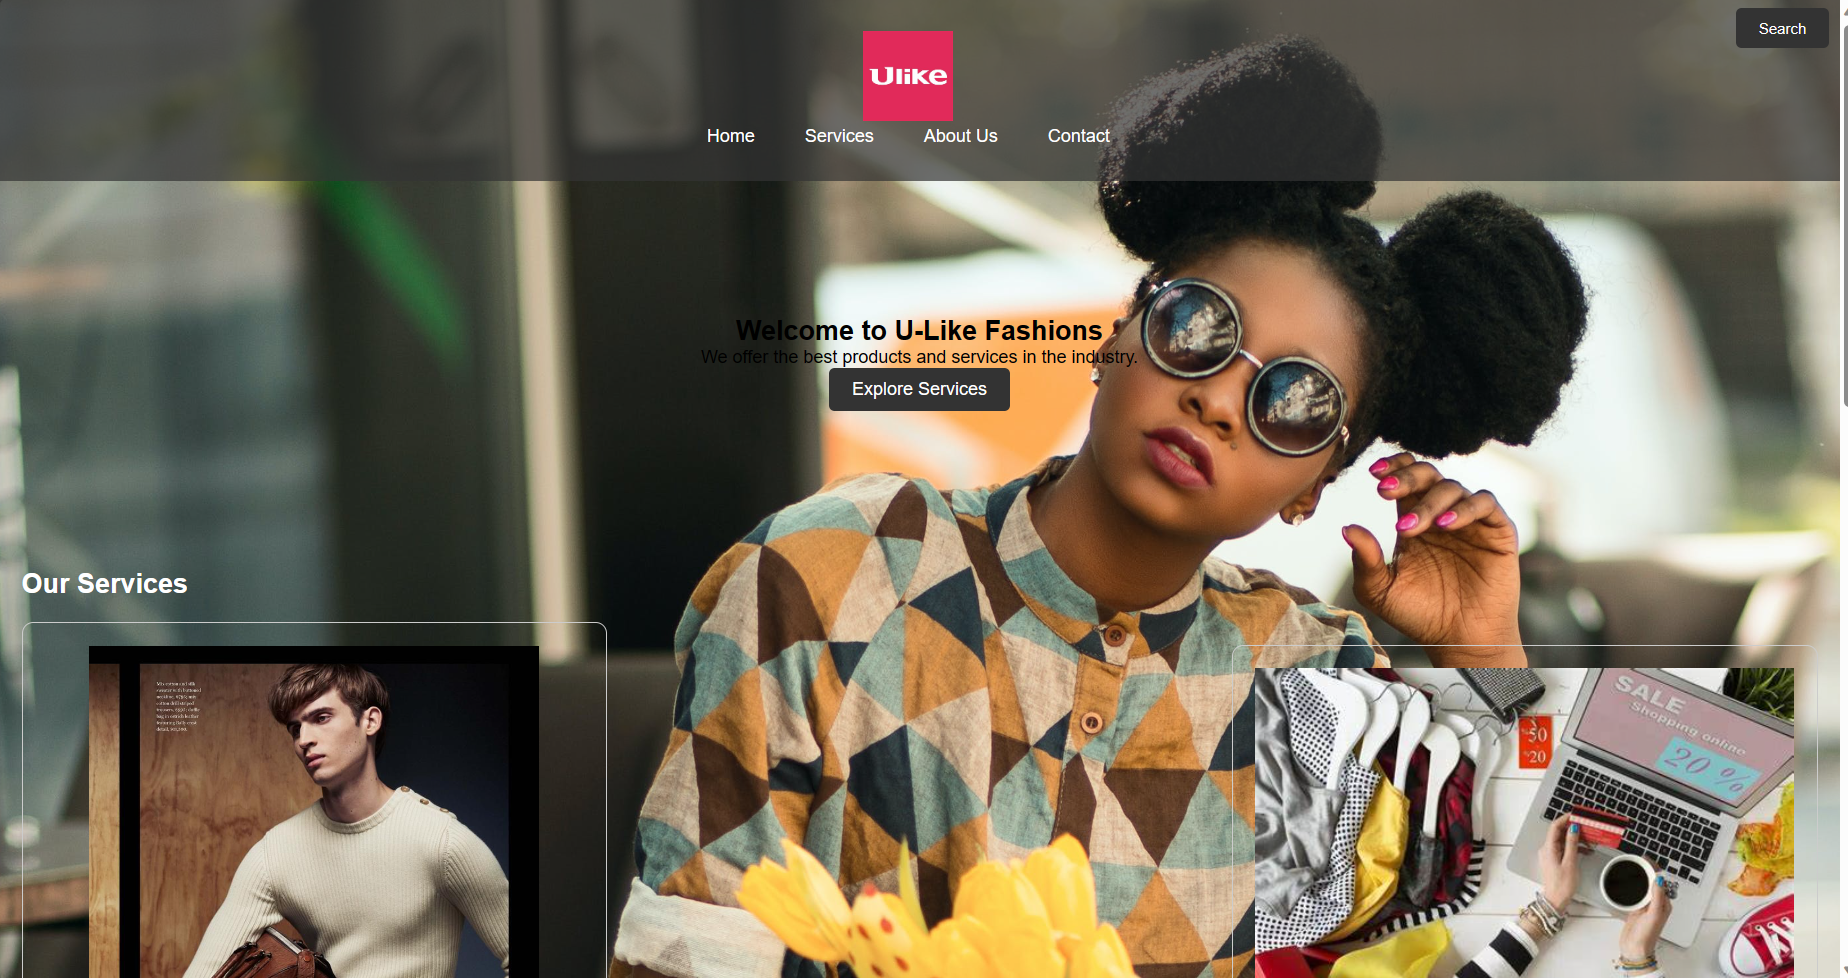 Search
Ulike
Home Services About Us Contact
Welcome to U-Like Fashions
We offer the best products and services in the industry.
Explore Services
Our Services
SALE
Shopping online
20 %
50
20